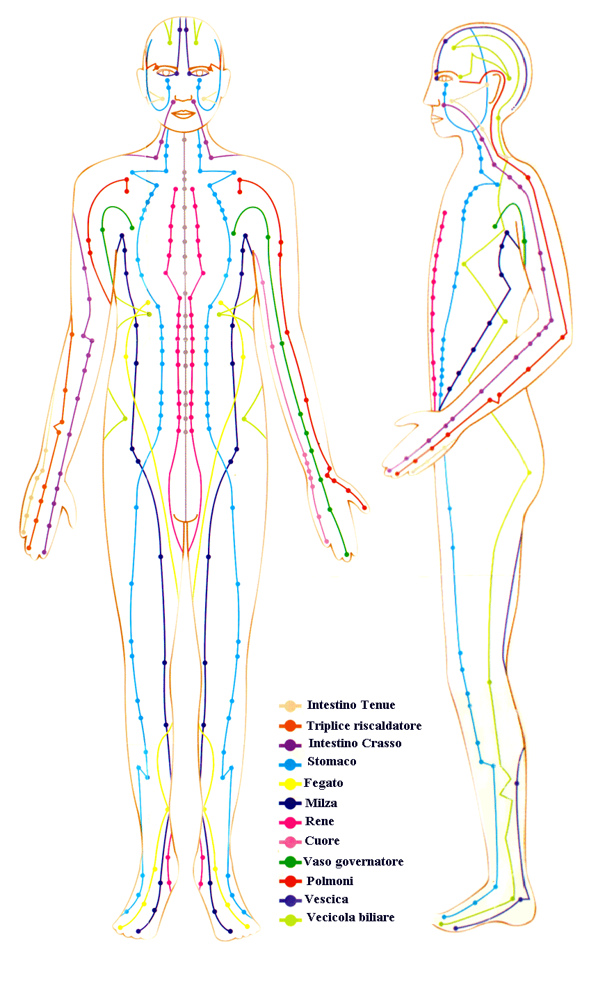 Intestino Tenue
Triplice riscaldatore
Intestino Crasso
Stomaco
Fegato
Milza
Rene
Cuore
Vaso governatore
Polmoni
Vescica
Vecicola biliare